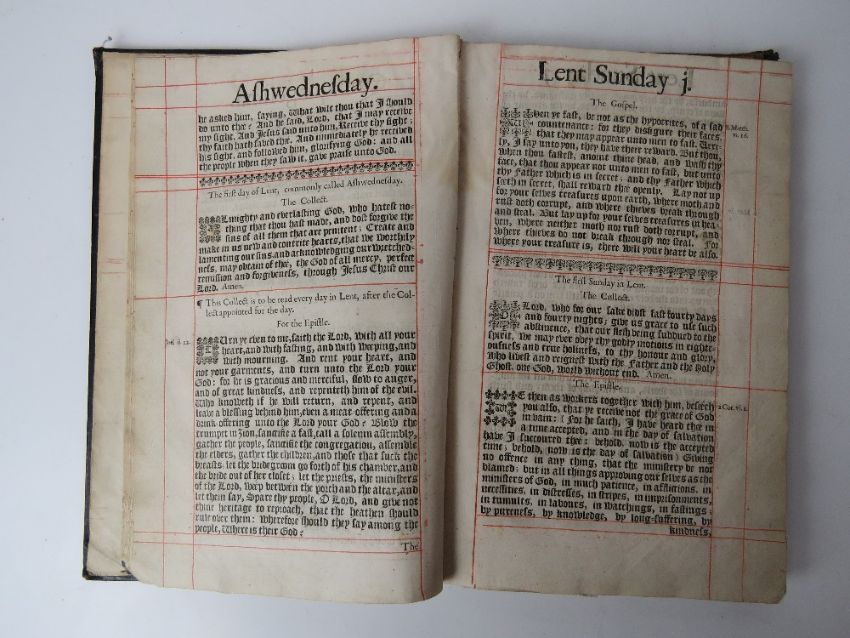 Aſhwedneſday.
he asked him, ſaying, What wilt thou that I ſhould
do unto thee? And he ſaid, Lord, that I may receive
my ſight. And Jeſus ſaid unto him, Receive thy ſight:
thy faith hath ſaved thee. And immediately he received
his ſight, and followed him, glorifying God: and all
the people when they ſaw it, gave praiſe unto God.
The firſt day of Lent, commonly called Aſhwedneſday.
The Collect.
Almighty and everlaſting God, who hateſt no-
thing that thou haſt made, and doſt forgive the
ſins of all them that are penitent; Create and
make in us new and contrite hearts, that we worthily
lamenting our ſins, and acknowledging our wretched-
neſs, may obtain of thee, the God of all mercy, perfect
remiſſion and forgiveneſs, through Jeſus Chriſt our
Lord. Amen.
¶ This Collect is to be read every day in Lent, after the Col-
lect appointed for the day.
For the Epiſtle.
Joel ii. 12.
Turn ye even to me, ſaith the Lord, with all your
heart, and with faſting, and with weeping, and
with mourning. And rent your heart, and
not your garments, and turn unto the Lord your
God: for he is gracious and merciful, ſlow to anger,
and of great kindneſs, and repenteth him of the evil.
Who knoweth if he will return, and repent, and
leave a bleſſing behind him, even a meat-offering and a
drink offering unto the Lord your God? Blow the
trumpet in Zion, ſanctifie a faſt, call a ſolemn aſſembly,
gather the people, ſanctifie the congregation, aſſemble
the elders, gather the children, and thoſe that ſuck the
breaſts: let the bridegroom go forth of his chamber, and
the bride out of her cloſet: let the prieſts, the miniſters
of the Lord, weep between the porch and the altar, and
let them ſay, Spare thy people, O Lord, and give not
thine heritage to reproach, that the heathen ſhould
rule over them: wherefore ſhould they ſay among the
people, Where is their God?
The
Lent Sunday j.
The Goſpel.
S. Matth. vi. 16.
When ye faſt, be not as the hypocrites, of a ſad
countenance: for they disfigure their faces,
that they may appear unto men to faſt. Veri-
ly, I ſay unto you, they have their reward. But thou,
when thou faſteſt, anoint thine head, and waſh thy
face, that thou appear not unto men to faſt, but unto
thy Father which is in ſecret: and thy Father which
ſeeth in ſecret, ſhall reward thee openly. Lay not up
for your ſelves treaſures upon earth, where moth and
ruſt doth corrupt, and where thieves break through
and ſteal. But lay up for your ſelves treaſures in hea-
ven, where neither moth nor ruſt doth corrupt, and
where thieves do not break through nor ſteal. For
where your treaſure is, there will your heart be alſo.
The firſt Sunday in Lent.
The Collect.
O Lord, who for our ſake didſt faſt fourty days
and fourty nights; give us grace to uſe ſuch
abſtinence, that our fleſh being ſubdued to the
ſpirit, we may ever obey thy godly motions in righte-
ouſneſs and true holineſs, to thy honour and glory,
who liveſt and reigneſt with the Father and the Holy
Ghoſt, one God, world without end. Amen.
The Epiſtle.
2 Cor. vi. 1.
We then as workers together with him, beſeech
you alſo, that ye receive not the grace of God
in vain: (For he ſaith, I have heard thee in
a time accepted, and in the day of ſalvation
have I ſuccoured thee: behold, now is the accepted
time; behold, now is the day of ſalvation) Giving
no offence in any thing, that the miniſtery be not
blamed: but in all things approving our ſelves as the
miniſters of God, in much patience, in afflictions, in
neceſſities, in diſtreſſes, in ſtripes, in impriſonments,
in tumults, in labours, in watchings, in faſtings:
by pureneſs, by knowledge, by long-ſuffering, by
kindneſs,